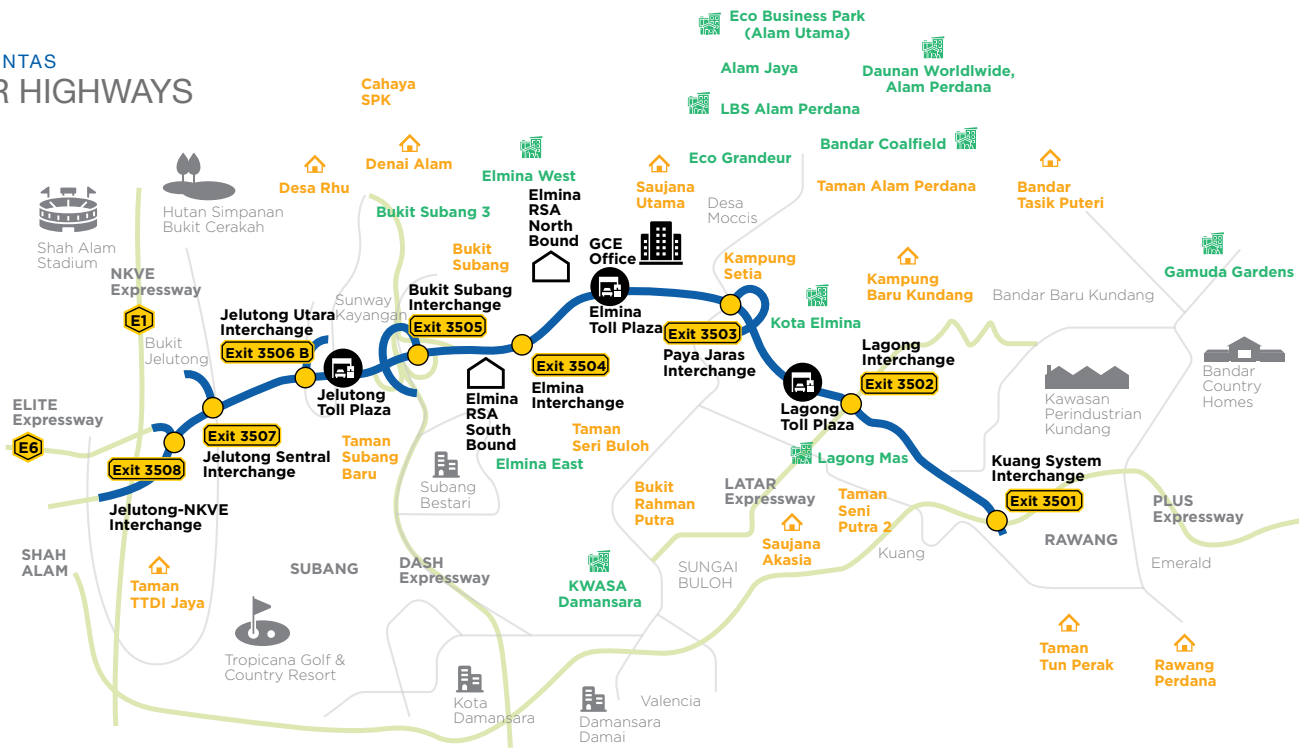 NTAS
R HIGHWAYS
Eco Business Park
(Alam Utama)
Alam Jaya
Daunan Worldlwide,
Alam Perdana
LBS Alam Perdana
Bandar Coalfield
Eco Grandeur
Cahaya
SPK
Denai Alam
Desa Rhu
Elmina West
Saujana
Utama
Taman Alam Perdana
Bandar
Tasik Puteri
Hutan Simpanan
Bukit Cerakah
Shah Alam
Stadium
Bukit Subang 3
Elmina
RSA
North
Bound
Desa
Moccis
GCE
Office
Bukit
Subang
Kampung
Setia
Kampung
Baru Kundang
Gamuda Gardens
Bandar Baru Kundang
NKVE
Expressway
E1
Sunway
Kayangan
Bukit Subang
Interchange
Exit 3505
Jelutong Utara
Interchange
Exit 3506 B
Bukit
Jelutong
Elmina
Toll Plaza
Exit 3503
Paya Jaras
Interchange
Kota Elmina
Lagong
Interchange
Exit 3502
Exit 3504
Elmina
Interchange
Jelutong
Toll Plaza
Elmina
RSA
South
Bound
Lagong
Toll Plaza
Kawasan
Perindustrian
Kundang
Bandar
Country
Homes
ELITE
Expressway
E6
Exit 3507
Jelutong Sentral
Interchange
Exit 3508
Jelutong-NKVE
Interchange
Taman
Subang
Baru
Taman
Seri Buloh
Elmina East
Subang
Bestari
Lagong Mas
Kuang System
Interchange
Exit 3501
Bukit
Rahman
Putra
LATAR
Expressway
Taman
Seni
Putra 2
PLUS
Expressway
Saujana
Akasia
Kuang
RAWANG
Emerald
SHAH
ALAM
Taman
TTDI Jaya
SUBANG
DASH
Expressway
KWASA
Damansara
SUNGAI
BULOH
Tropicana Golf &
Country Resort
Kota
Damansara
Damansara
Damai
Valencia
Taman
Tun Perak
Rawang
Perdana